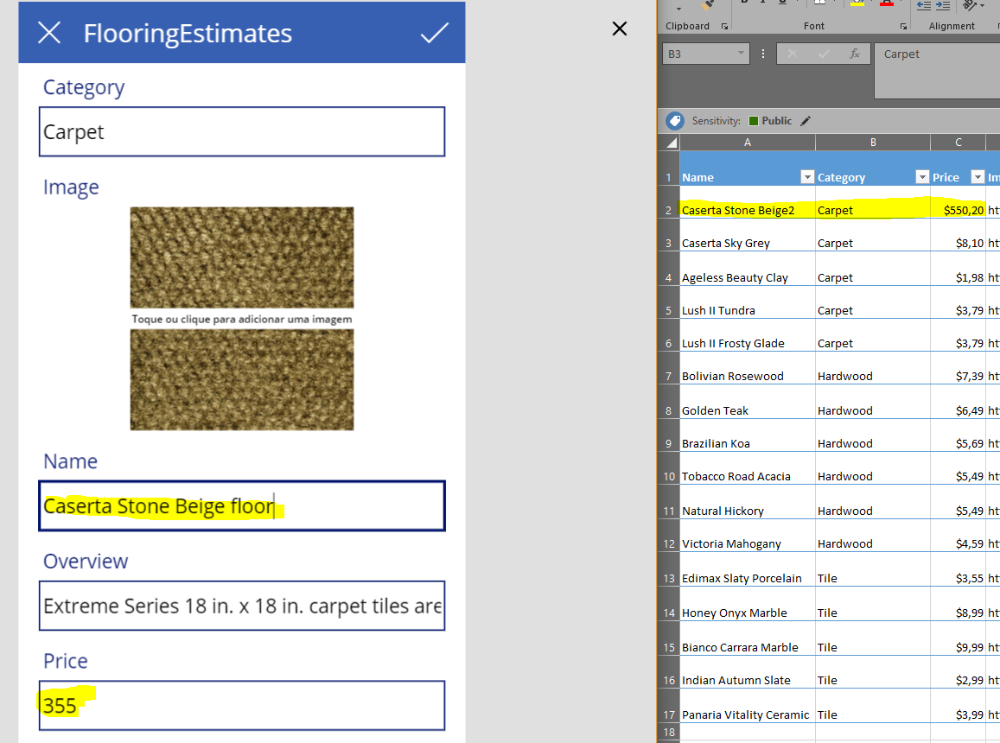 FlooringEstimates
Category
Carpet
Image
Toque ou clique para adicionar uma imagem
Name
Caserta Stone Beige floor
Overview
Extreme Series 18 in. x 18 in. carpet tiles are
Price
355
Clipboard Font Alignment
B3 fx Carpet
Sensitivity: Public
A B C
1 Name Category Price Im
2 Caserta Stone Beige2 Carpet $550,20 ht
3 Caserta Sky Grey Carpet $8,10 ht
4 Ageless Beauty Clay Carpet $1,98 ht
5 Lush II Tundra Carpet $3,79 ht
6 Lush II Frosty Glade Carpet $3,79 ht
7 Bolivian Rosewood Hardwood $7,39 ht
8 Golden Teak Hardwood $6,49 ht
9 Brazilian Koa Hardwood $5,69 ht
10 Tobacco Road Acacia Hardwood $5,49 ht
11 Natural Hickory Hardwood $5,49 ht
12 Victoria Mahogany Hardwood $4,59 ht
13 Edimax Slaty Porcelain Tile $3,55 ht
14 Honey Onyx Marble Tile $8,99 ht
15 Bianco Carrara Marble Tile $9,99 ht
16 Indian Autumn Slate Tile $2,99 ht
17 Panaria Vitality Ceramic Tile $3,99 ht
18